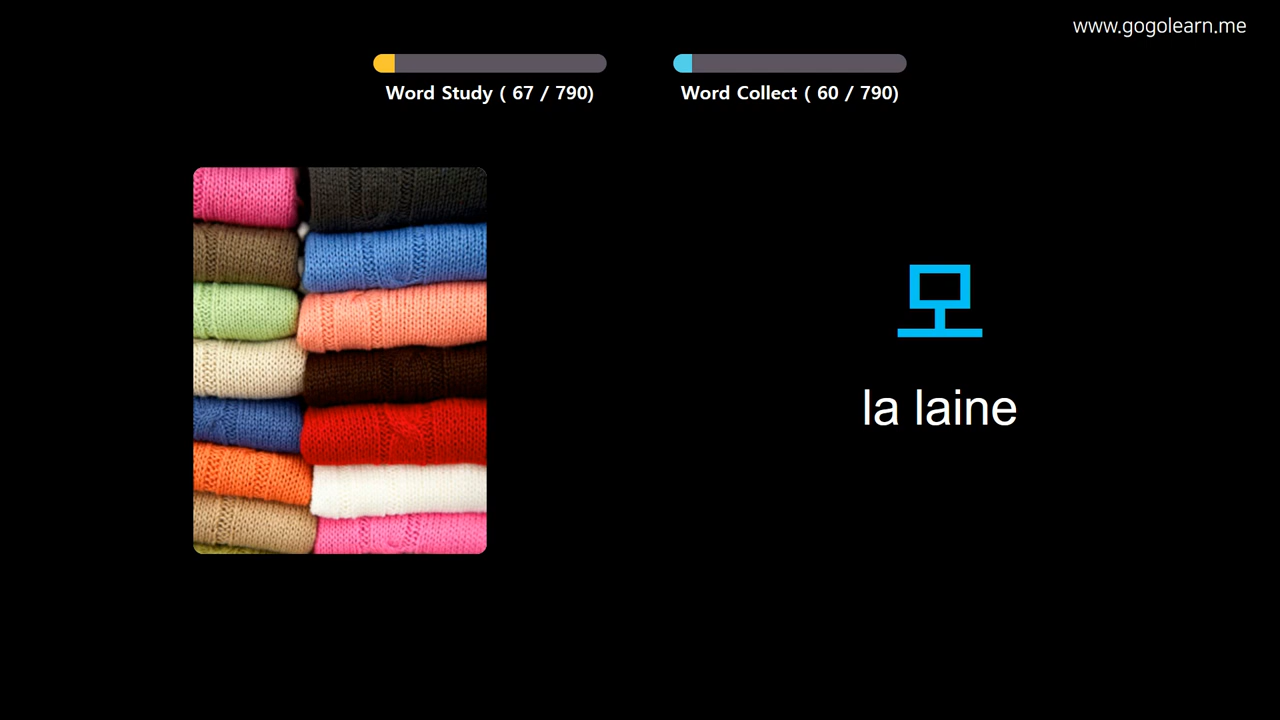 www.gogolearn.me
Word Study ( 67 / 790)
Word Collect ( 60 / 790)
모
la laine